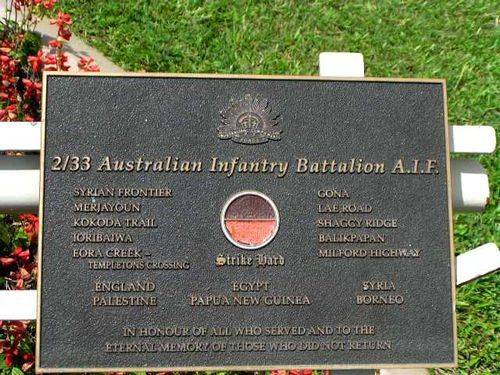 2/33 Australian Infantry Battalion A.I.F.
SYRIAN FRONTIER
MERJAYOUN
KOKODA TRAIL
IORIBAIWA
EORA CREEK –
TEMPLETONS CROSSING
GONA
LAE ROAD
SHAGGY RIDGE
BALIKPAPAN
MILFORD HIGHWAY
Strike Hard
ENGLAND EGYPT SYRIA
PALESTINE PAPUA NEW GUINEA BORNEO
IN HONOUR OF ALL WHO SERVED AND TO THE
ETERNAL MEMORY OF THOSE WHO DID NOT RETURN